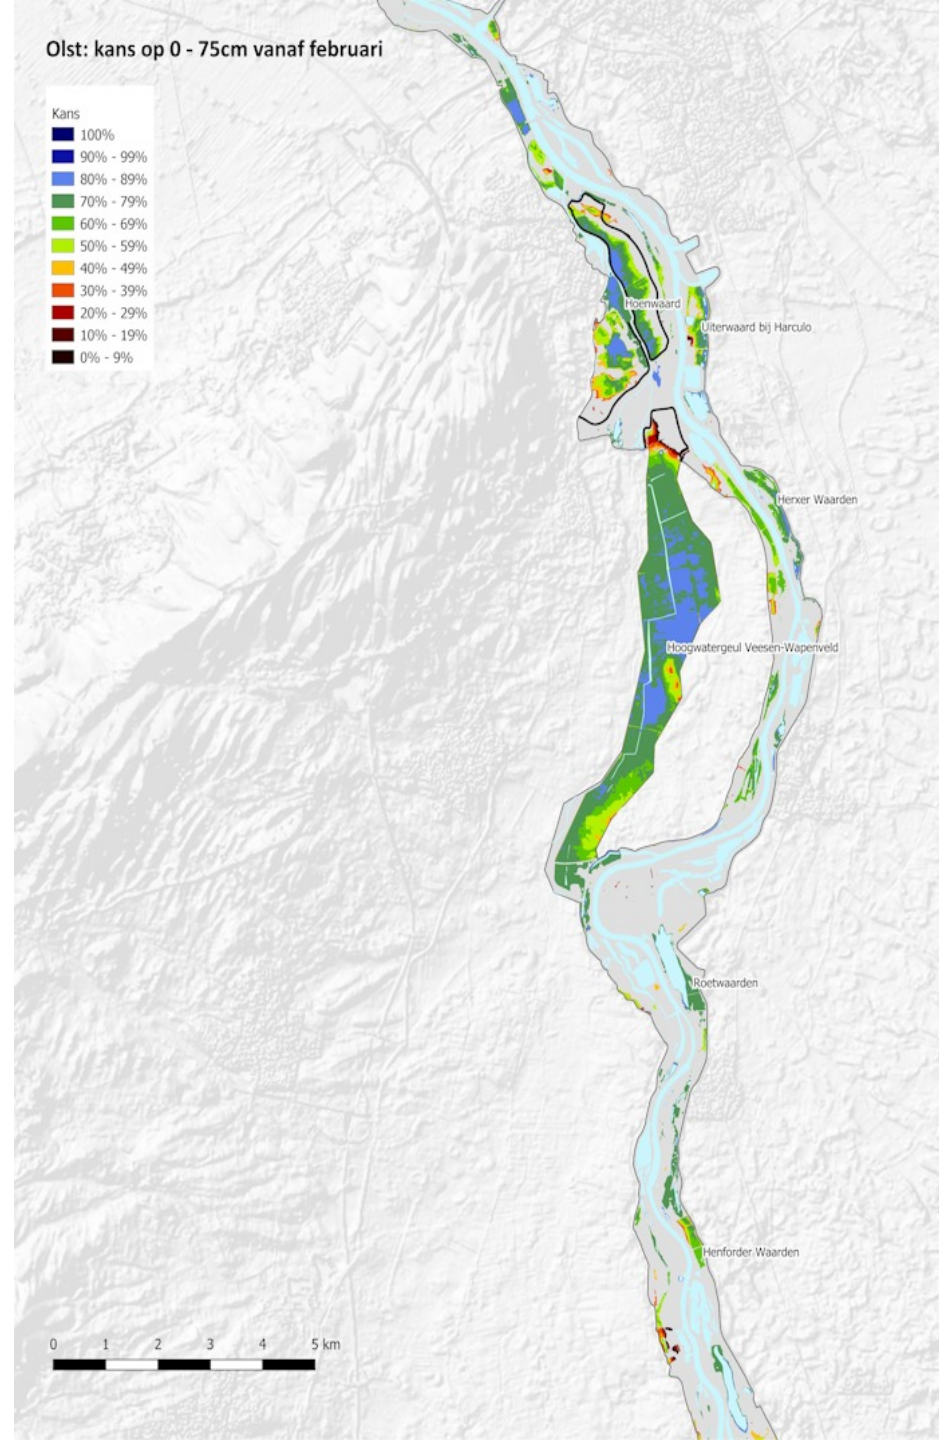 Olst: kans op 0 - 75cm vanaf februari
Kans
100%
90% - 99%
80% - 89%
70% - 79%
60% - 69%
50% - 59%
40% - 49%
30% - 39%
20% - 29%
10% - 19%
0% - 9%
Hoenwaard
Uiterwaard bij Harculo
Herxer Waarden
Hoogwatergeul Veesen-Wapenveld
Roetwaarden
Henforder Waarden
0 1 2 3 4 5 km